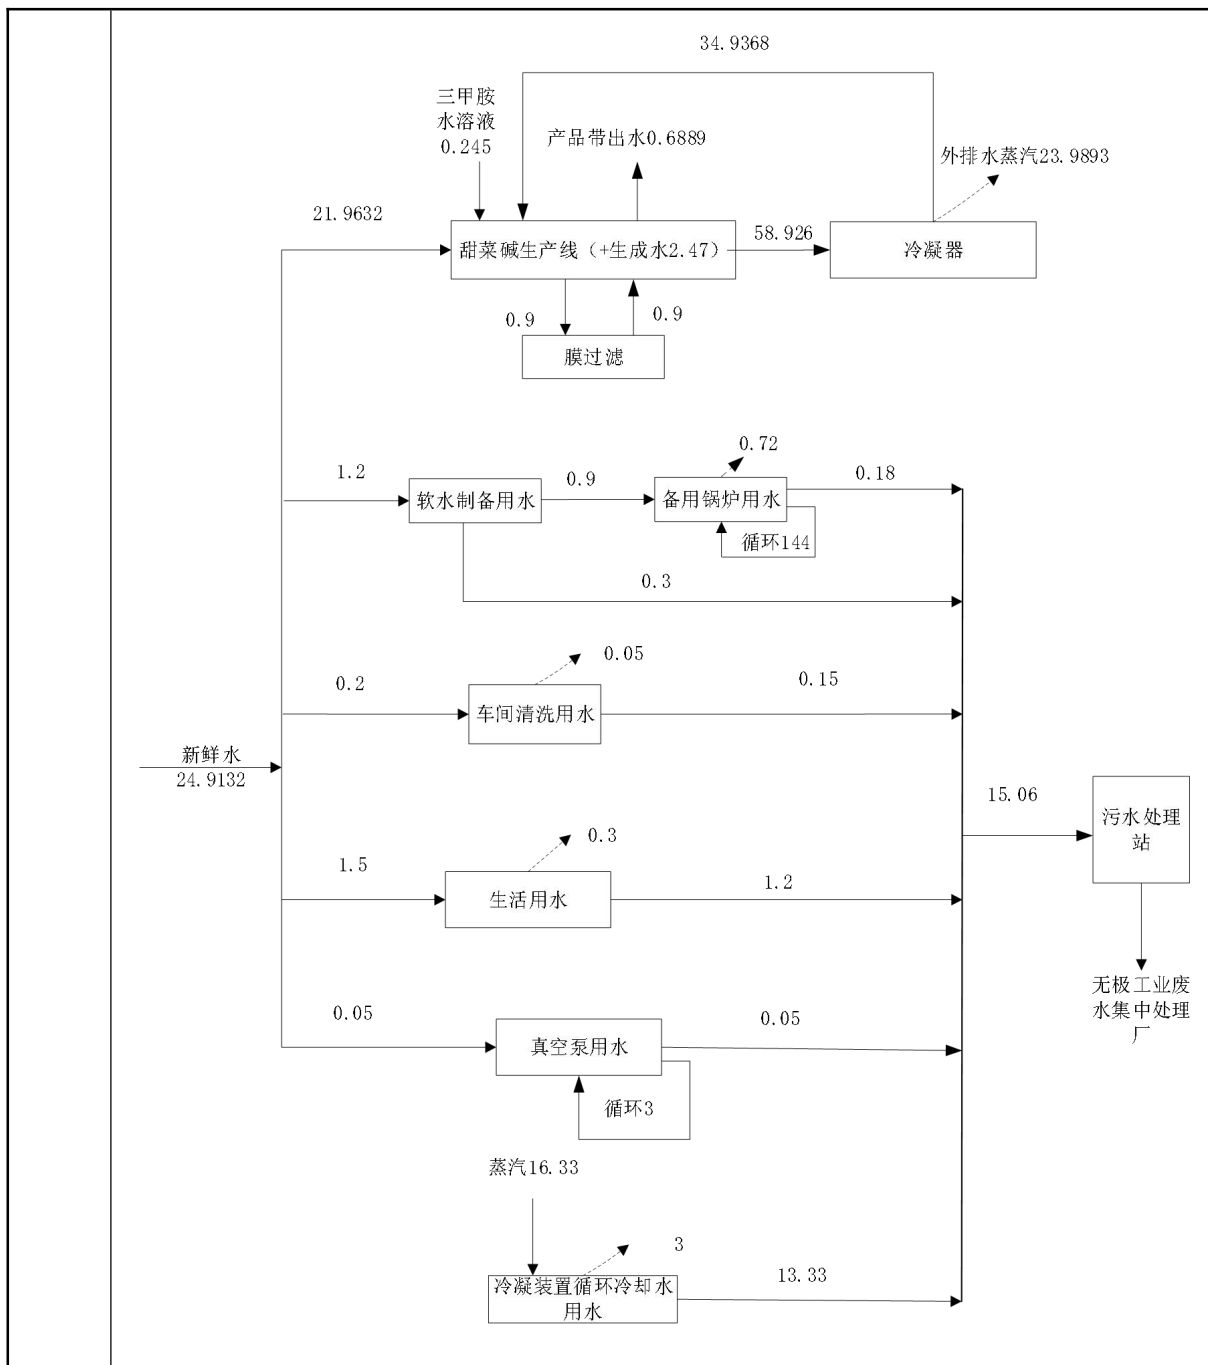 34.9368
三甲胺
水溶液
0.245
产品带出水0.6889
外排水蒸汽23.9893
21.9632
甜菜碱生产线（+生成水2.47）
58.926
冷凝器
0.9
0.9
膜过滤
0.72
1.2
软水制备用水
0.9
备用锅炉用水
0.18
循环144
0.3
0.05
0.2
车间清洗用水
0.15
新鲜水
24.9132
15.06
污水处理
站
0.3
1.5
生活用水
1.2
无极工业废
水集中处理
厂
0.05
真空泵用水
0.05
循环3
蒸汽16.33
3
冷凝装置循环冷却水
用水
13.33